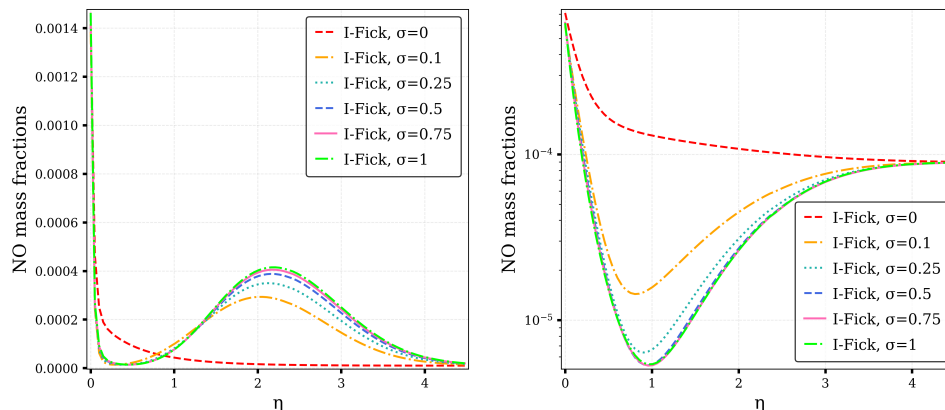 NO mass fractions
0.0014
0.0012
0.0010
0.0008
0.0006
0.0004
0.0002
0.0000
0
1
2
3
4
η
I-Fick, σ=0
I-Fick, σ=0.1
I-Fick, σ=0.25
I-Fick, σ=0.5
I-Fick, σ=0.75
I-Fick, σ=1
NO mass fractions
10⁻⁴
10⁻⁵
0
1
2
3
4
η
I-Fick, σ=0
I-Fick, σ=0.1
I-Fick, σ=0.25
I-Fick, σ=0.5
I-Fick, σ=0.75
I-Fick, σ=1